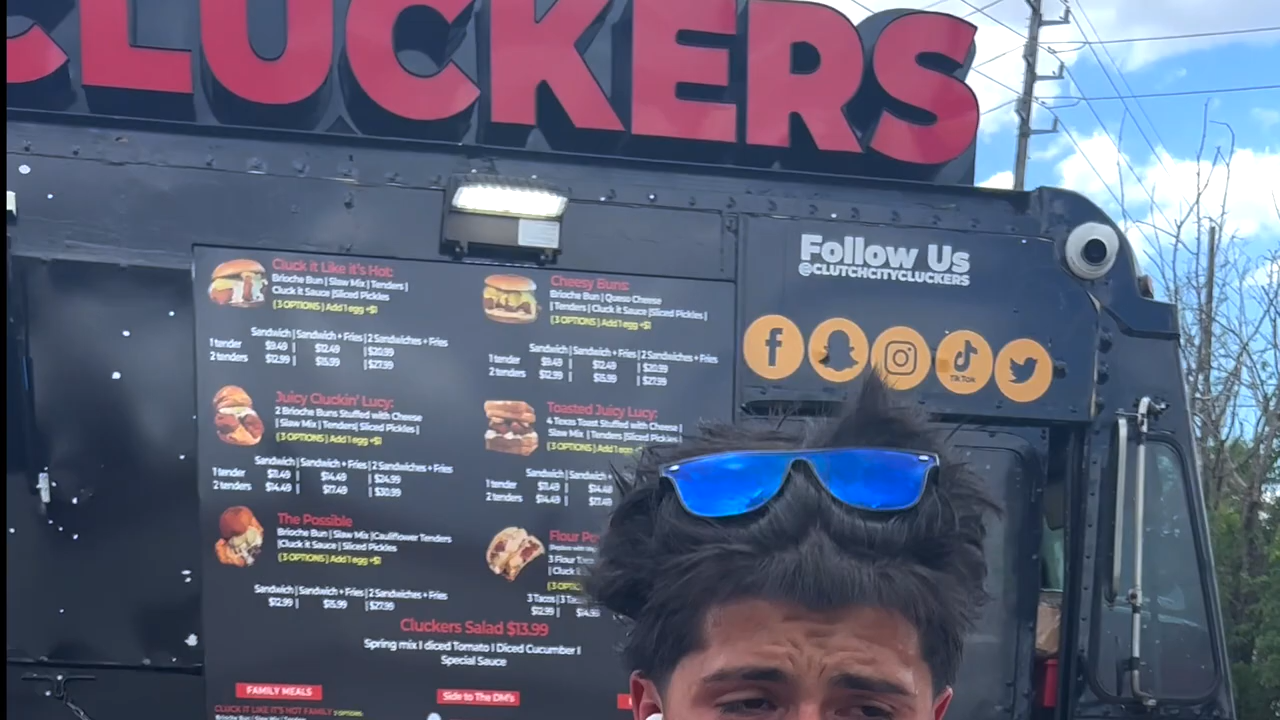 CLUCKERS
Follow Us
@CLUTCHCITYCLUCKERS
TikTok
Cluck it Like it's Hot:
Brioche Bun | Slaw Mix | Tenders |
Cluck it Sauce |Sliced Pickles
( 3 OPTIONS ) Add 1 egg +$1
Sandwich | Sandwich + Fries | 2 Sandwiches + Fries
1 tender $9.49 | $12.49 | $20.99
2 tenders $12.99 | $15.99 | $27.99
Cheesy Buns:
Brioche Bun | Queso Cheese
| Tenders | Cluck it Sauce |Sliced Pickles |
( 3 OPTIONS ) Add 1 egg +$1
Sandwich | Sandwich + Fries | 2 Sandwiches + Fries
1 tender $9.49 | $12.49 | $20.99
2 tenders $12.99 | $15.99 | $27.99
Juicy Cluckin' Lucy:
2 Brioche Buns Stuffed with Cheese
| Slaw Mix | Tenders| Sliced Pickles |
( 3 OPTIONS ) Add 1 egg +$1
Sandwich | Sandwich + Fries | 2 Sandwiches + Fries
1 tender $11.49 | $14.49 | $24.99
2 tenders $14.49 | $17.49 | $30.99
Toasted Juicy Lucy:
4 Texas Toast Stuffed with Cheese |
Slaw Mix | Tenders |Sliced Pickles
( 3 OPTIONS ) Add 1 egg
Sandwich | Sandwich +
1 tender $11.49 | $14.49
2 tenders $14.49 | $17.49
The Possible
Brioche Bun | Slaw Mix |Cauliflower Tenders
|Cluck it Sauce | Sliced Pickles
( 3 OPTIONS ) Add 1 egg +$1
Sandwich | Sandwich + Fries | 2 Sandwiches + Fries
$12.99 | $15.99 | $27.99
Flour
3 Flour
| Cluck
3 Tacos | 3
$12.99 |
Cluckers Salad $13.99
Spring mix | diced Tomato | Diced Cucumber |
Special Sauce
FAMILY MEALS
Side to The DM's
CLUCK IT LIKE IT'S HOT FAMILY 3 OPTIONS
Brioche Bun | Slaw Mix | Tenders